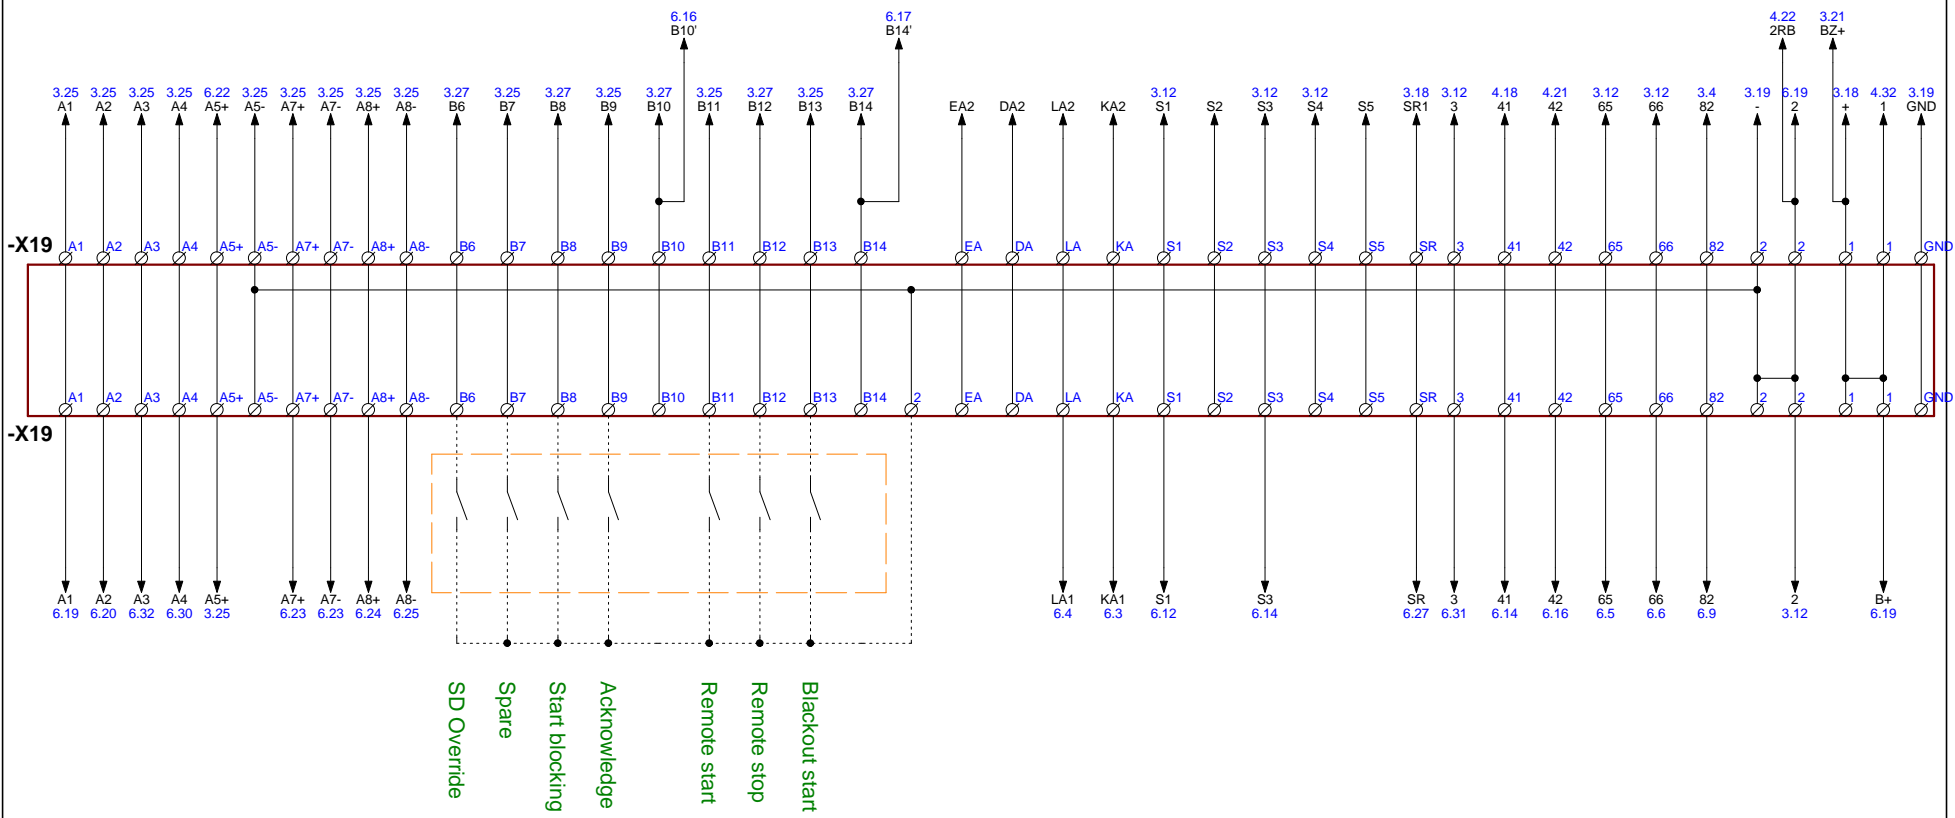 6.16 6.17 4.22 3.21
B10' B14' 2RB BZ+
3.25 3.25 3.25 3.25 6.22 3.25 3.25 3.25 3.25 3.25 3.27 3.25 3.27 3.25 3.27 3.25 3.27 3.25 3.27 3.12 3.12 3.12 3.18 3.12 4.18 4.21 3.12 3.12 3.4 3.19 6.19 3.18 4.32 3.19
A1 A2 A3 A4 A5+ A5- A7+ A7- A8+ A8- B6 B7 B8 B9 B10 B11 B12 B13 B14 EA2 DA2 LA2 KA2 S1 S2 S3 S4 S5 SR1 3 41 42 65 66 82 - 2 + 1 GND
-X19 A1 A2 A3 A4 A5+ A5- A7+ A7- A8+ A8- B6 B7 B8 B9 B10 B11 B12 B13 B14 EA DA LA KA S1 S2 S3 S4 S5 SR 3 41 42 65 66 82 2 2 1 1 GND
A1 A2 A3 A4 A5+ A5- A7+ A7- A8+ A8- B6 B7 B8 B9 B10 B11 B12 B13 B14 2 EA DA LA KA S1 S2 S3 S4 S5 SR 3 41 42 65 66 82 2 2 1 1 GND
-X19
A1 A2 A3 A4 A5+ A7+ A7- A8+ A8- LA1 KA1 S1 S3 SR 3 41 42 65 66 82 2 B+
6.19 6.20 6.32 6.30 3.25 6.23 6.23 6.24 6.25 6.4 6.3 6.12 6.14 6.27 6.31 6.14 6.16 6.5 6.6 6.9 3.12 6.19
SD Override
Spare
Start blocking
Acknowledge
Remote start
Remote stop
Blackout start